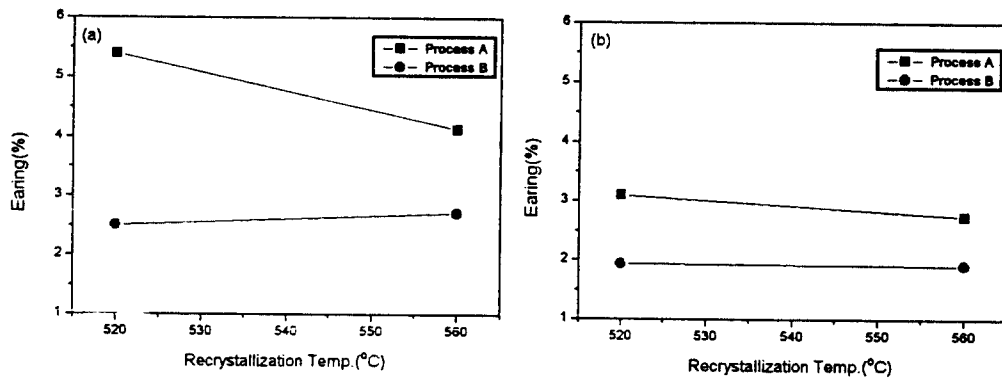 (a)
Process A
Process B
6
5
4
3
2
1
Earing(%)
520 530 540 550 560
Recrystallization Temp.(°C)
(b)
Process A
Process B
6
5
4
3
2
1
Earing(%)
520 530 540 550 560
Recrystallization Temp.(°C)